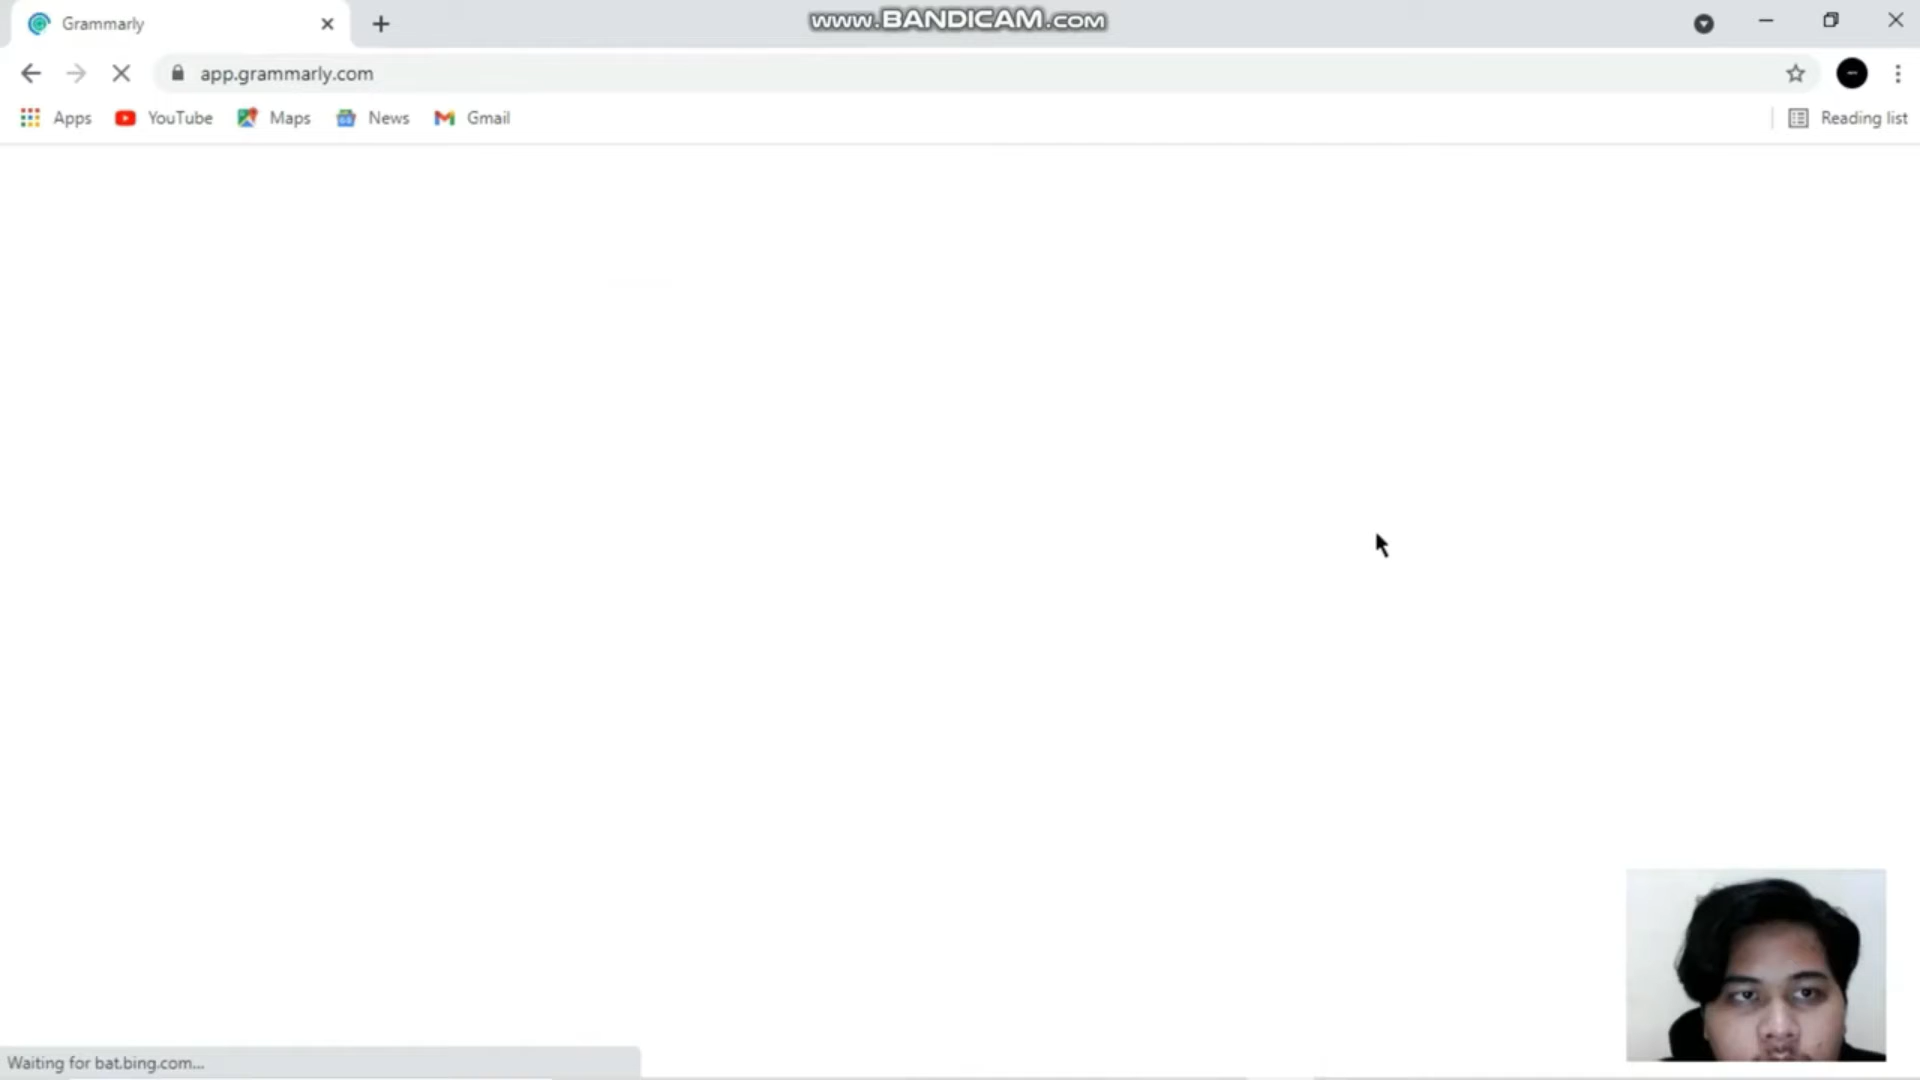 Grammarly
www.BANDICAM.com
app.grammarly.com
Apps
YouTube
Maps
News
Gmail
Reading list
Waiting for bat.bing.com...